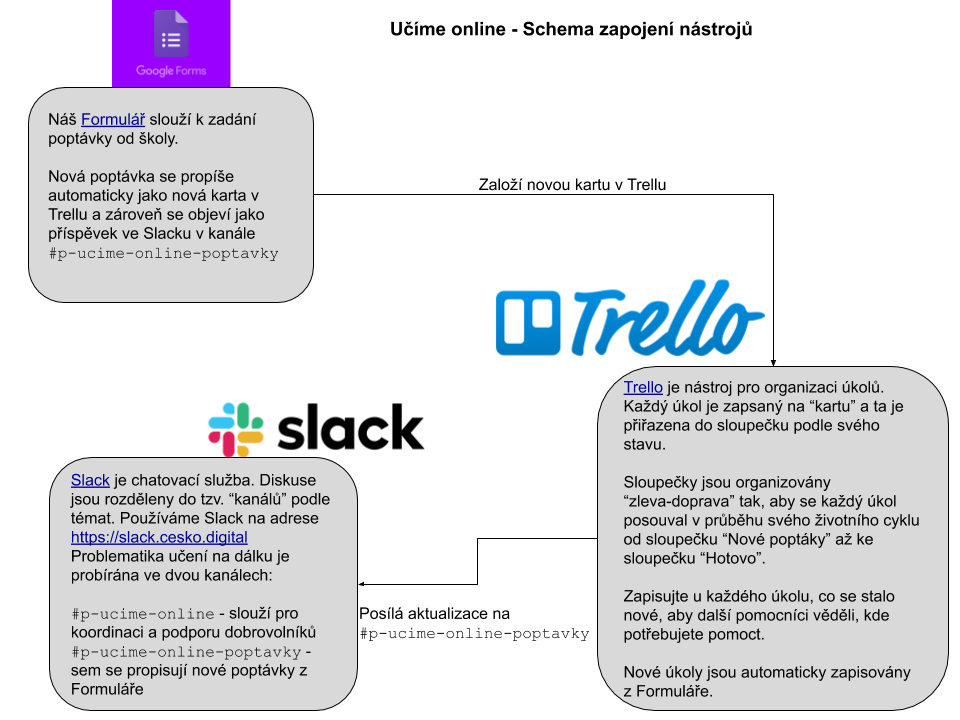 Učíme online - Schema zapojení nástrojů
Google Forms
Náš Formulář slouží k zadání
poptávky od školy.
Nová poptávka se propíše
automaticky jako nová karta v
Trellu a zároveň se objeví jako
příspěvek ve Slacku v kanále
#p-ucime-online-poptavky
Založí novou kartu v Trellu
Trello
Trello je nástroj pro organizaci úkolů.
Každý úkol je zapsaný na “kartu” a ta je
přiřazena do sloupečku podle svého
stavu.
Sloupečky jsou organizovány
“zleva-doprava” tak, aby se každý úkol
posouval v průběhu svého životního cyklu
od sloupečku “Nové poptáky” až ke
sloupečku “Hotovo”.
Zapisujte u každého úkolu, co se stalo
nové, aby další pomocníci věděli, kde
potřebujete pomoct.
Nové úkoly jsou automaticky zapisovány
z Formuláře.
Posílá aktualizace na
#p-ucime-online-poptavky
slack
Slack je chatovací služba. Diskuse
jsou rozděleny do tzv. “kanálů” podle
témat. Používáme Slack na adrese
https://slack.cesko.digital
Problematika učení na dálku je
probírána ve dvou kanálech:
#p-ucime-online - slouží pro
koordinaci a podporu dobrovolníků
#p-ucime-online-poptavky -
sem se propisují nové poptávky z
Formuláře